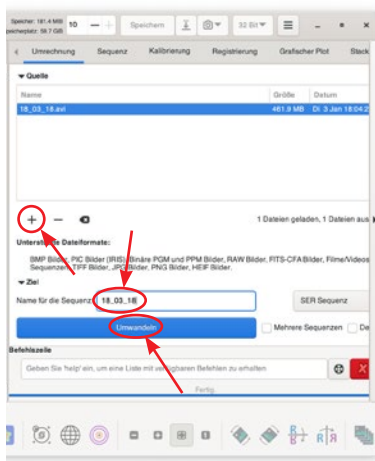 Speicher: 181.4 MB
Speicherplatz: 58.7 GB
10
Speichern
32 Bit
Umrechnung Sequenz Kalibrierung Registrierung Grafischer Plot Stack
Quelle
Name Größe Datum
18_03_18.avi 461.9 MB Di 3 Jan 18:04:2
1 Dateien geladen, 1 Dateien aus
Unterstützte Dateiformate:
BMP Bilder, PIC Bilder (IRIS), Binäre PGM und PPM Bilder, RAW Bilder, FITS-CFA Bilder, Filme/Videos
Sequenzen, TIFF Bilder, JPG Bilder, PNG Bilder, HEIF Bilder.
Ziel
Name für die Sequenz 18_03_18 SER Sequenz
Umwandeln Mehrere Sequenzen De
Befehlszeile
Geben Sie 'help' ein, um eine Liste mit verfügbaren Befehlen zu erhalten
Fertig.